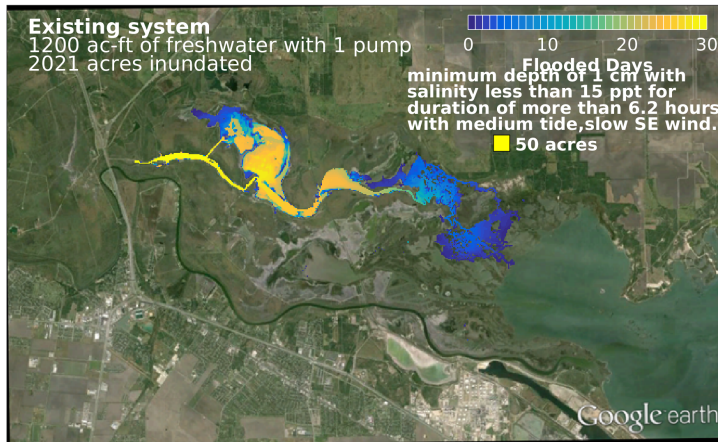 Existing system
1200 ac-ft of freshwater with 1 pump
2021 acres inundated
0 10 20 30
Flooded Days
minimum depth of 1 cm with
salinity less than 15 ppt for
duration of more than 6.2 hours
with medium tide,slow SE wind.
50 acres
Google earth